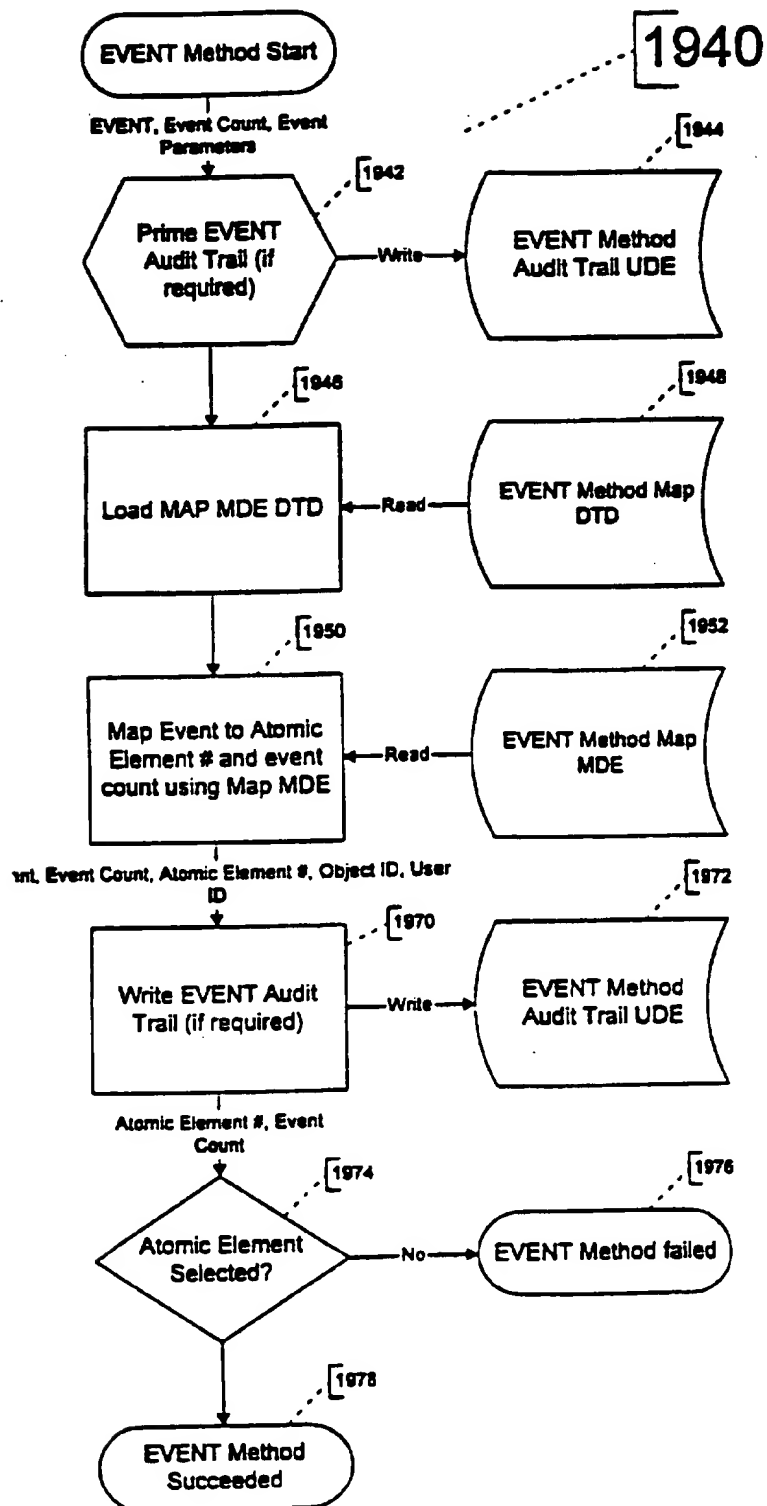 EVENT Method Start
1940
EVENT, Event Count, Event
Parameters
1942
1944
Prime EVENT
Audit Trail (if
required)
Write
EVENT Method
Audit Trail UDE
1946
1948
Load MAP MDE DTD
Read
EVENT Method Map
DTD
1950
1952
Map Event to Atomic
Element # and event
count using Map MDE
Read
EVENT Method Map
MDE
Event Count, Atomic Element #, Object ID, User
ID
1970
1972
Write EVENT Audit
Trail (if required)
Write
EVENT Method
Audit Trail UDE
Atomic Element #, Event
Count
1974
1976
Atomic Element
Selected?
No
EVENT Method failed
1978
EVENT Method
Succeeded